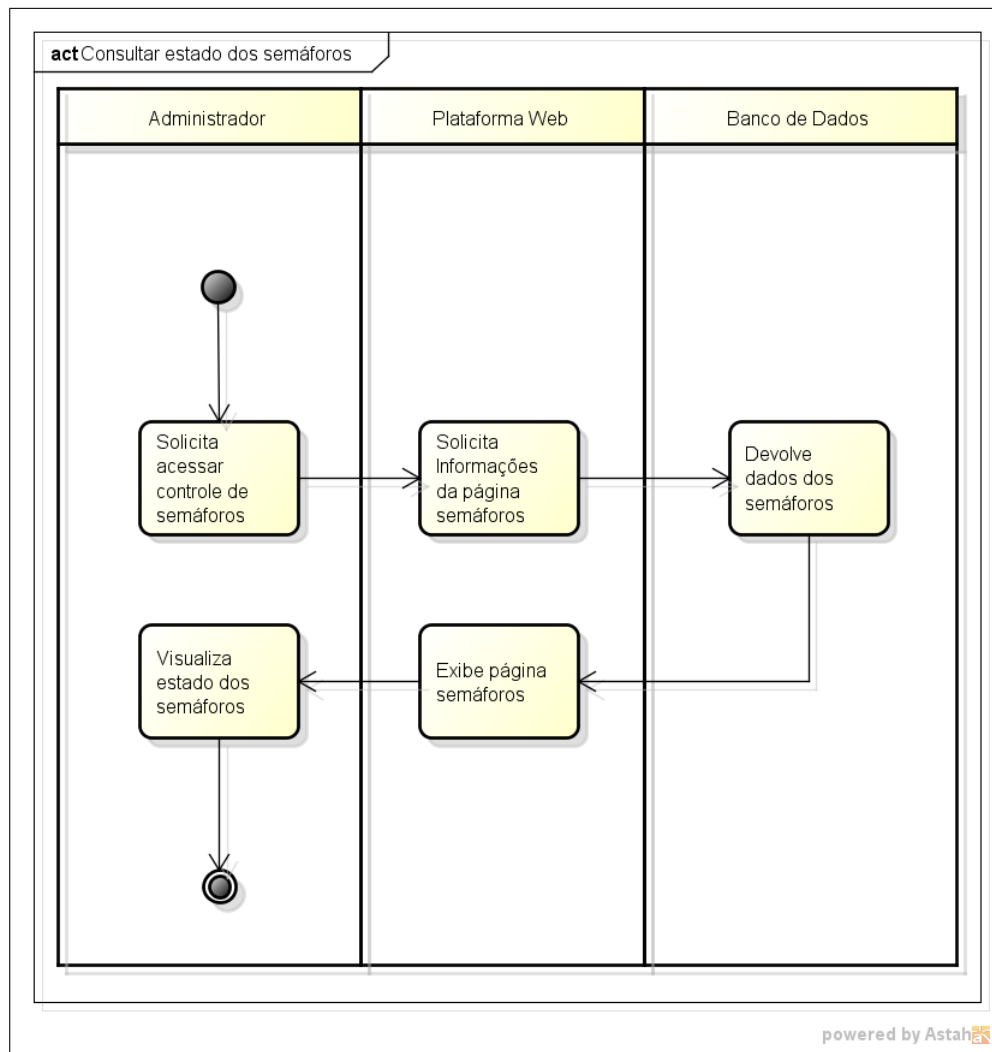 act Consultar estado dos semáforos
Administrador
Plataforma Web
Banco de Dados
Solicita
acessar
controle de
semáforos
Solicita
Informações
da página
semáforos
Devolve
dados dos
semáforos
Visualiza
estado dos
semáforos
Exibe página
semáforos
powered by Astah